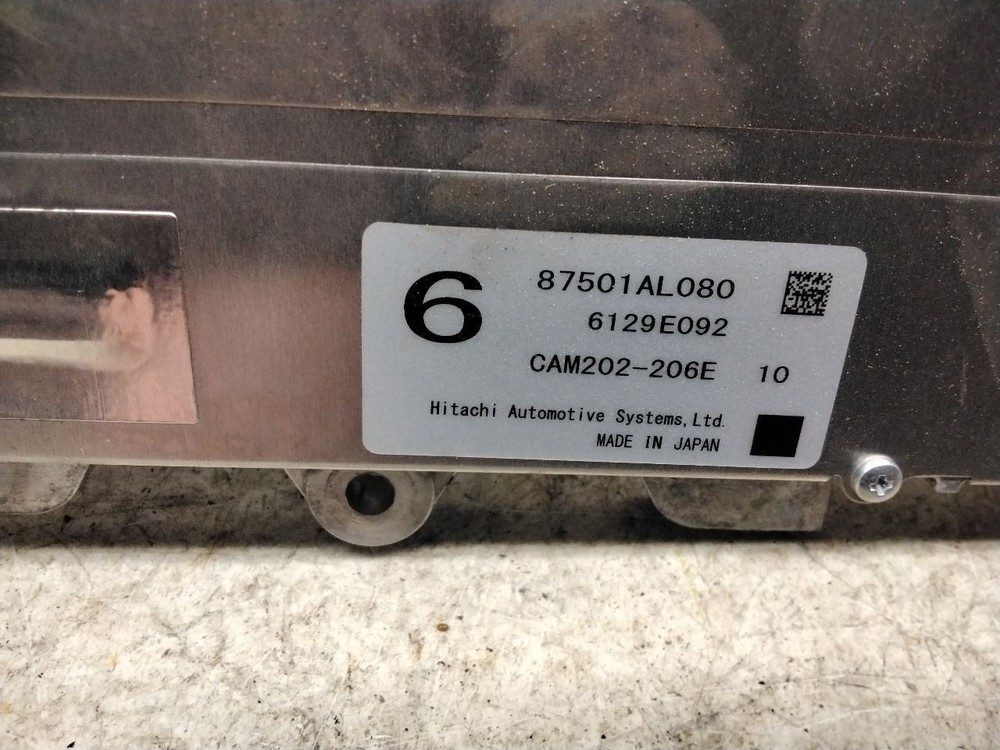 6
87501AL080
6129E092
CAM202-206E 10
Hitachi Automotive Systems, Ltd.
MADE IN JAPAN